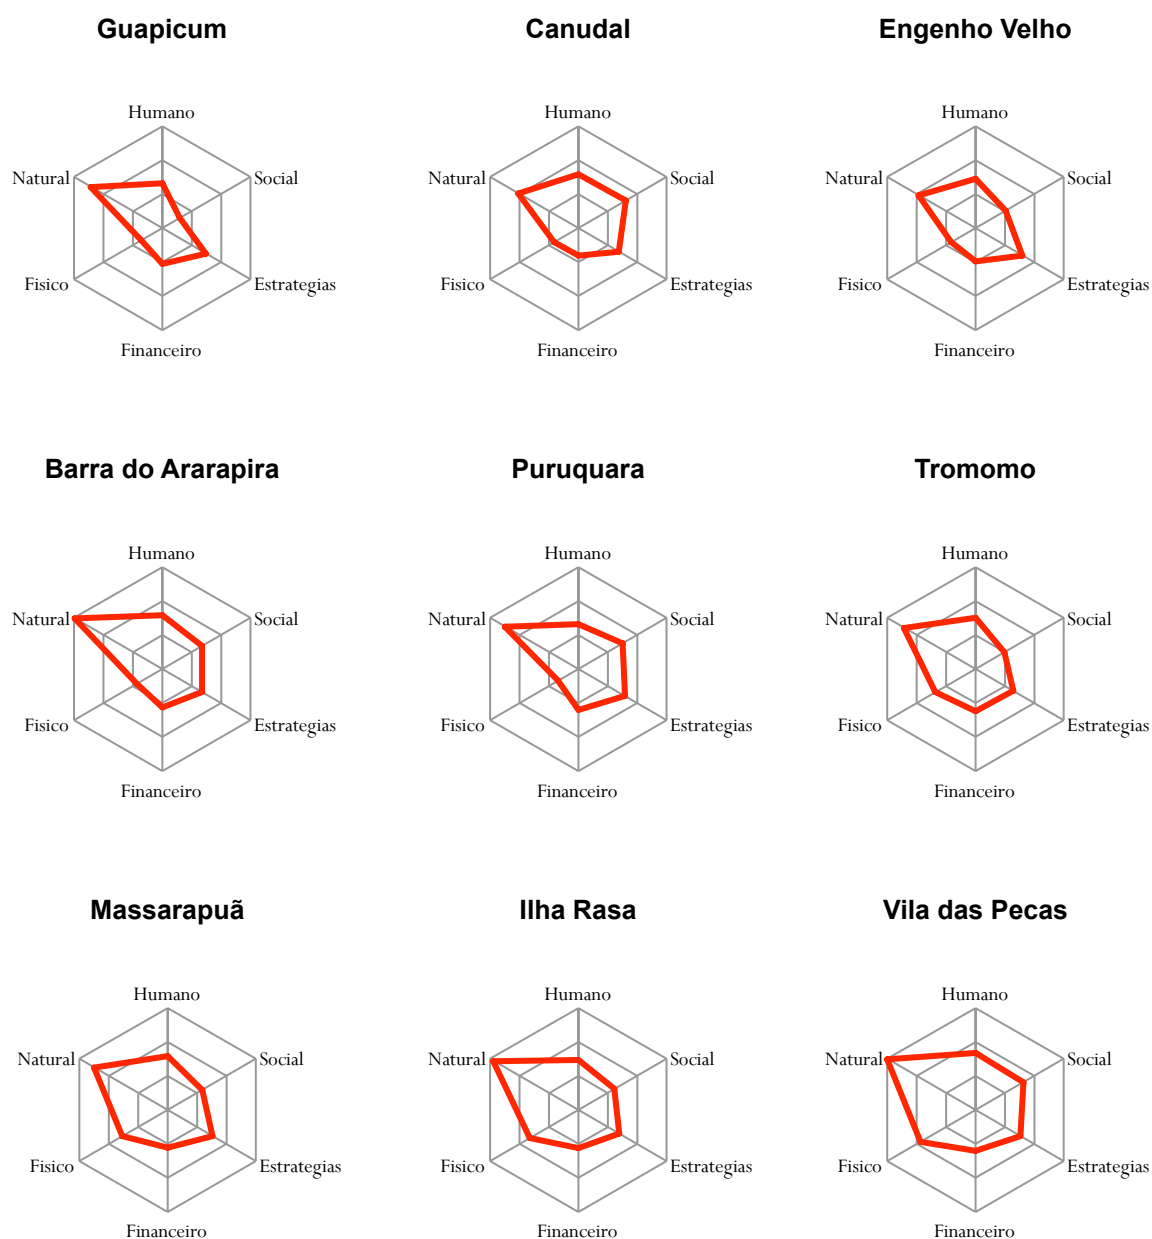 Guapicum
Canudal
Engenho Velho
Humano
Humano
Humano
Natural
Social
Natural
Social
Natural
Social
Fisico
Estrategias
Fisico
Estrategias
Fisico
Estrategias
Financeiro
Financeiro
Financeiro
Barra do Ararapira
Puruquara
Tromomo
Humano
Humano
Humano
Natural
Social
Natural
Social
Natural
Social
Fisico
Estrategias
Fisico
Estrategias
Fisico
Estrategias
Financeiro
Financeiro
Financeiro
Massarapuã
Ilha Rasa
Vila das Pecas
Humano
Humano
Humano
Natural
Social
Natural
Social
Natural
Social
Fisico
Estrategias
Fisico
Estrategias
Fisico
Estrategias
Financeiro
Financeiro
Financeiro